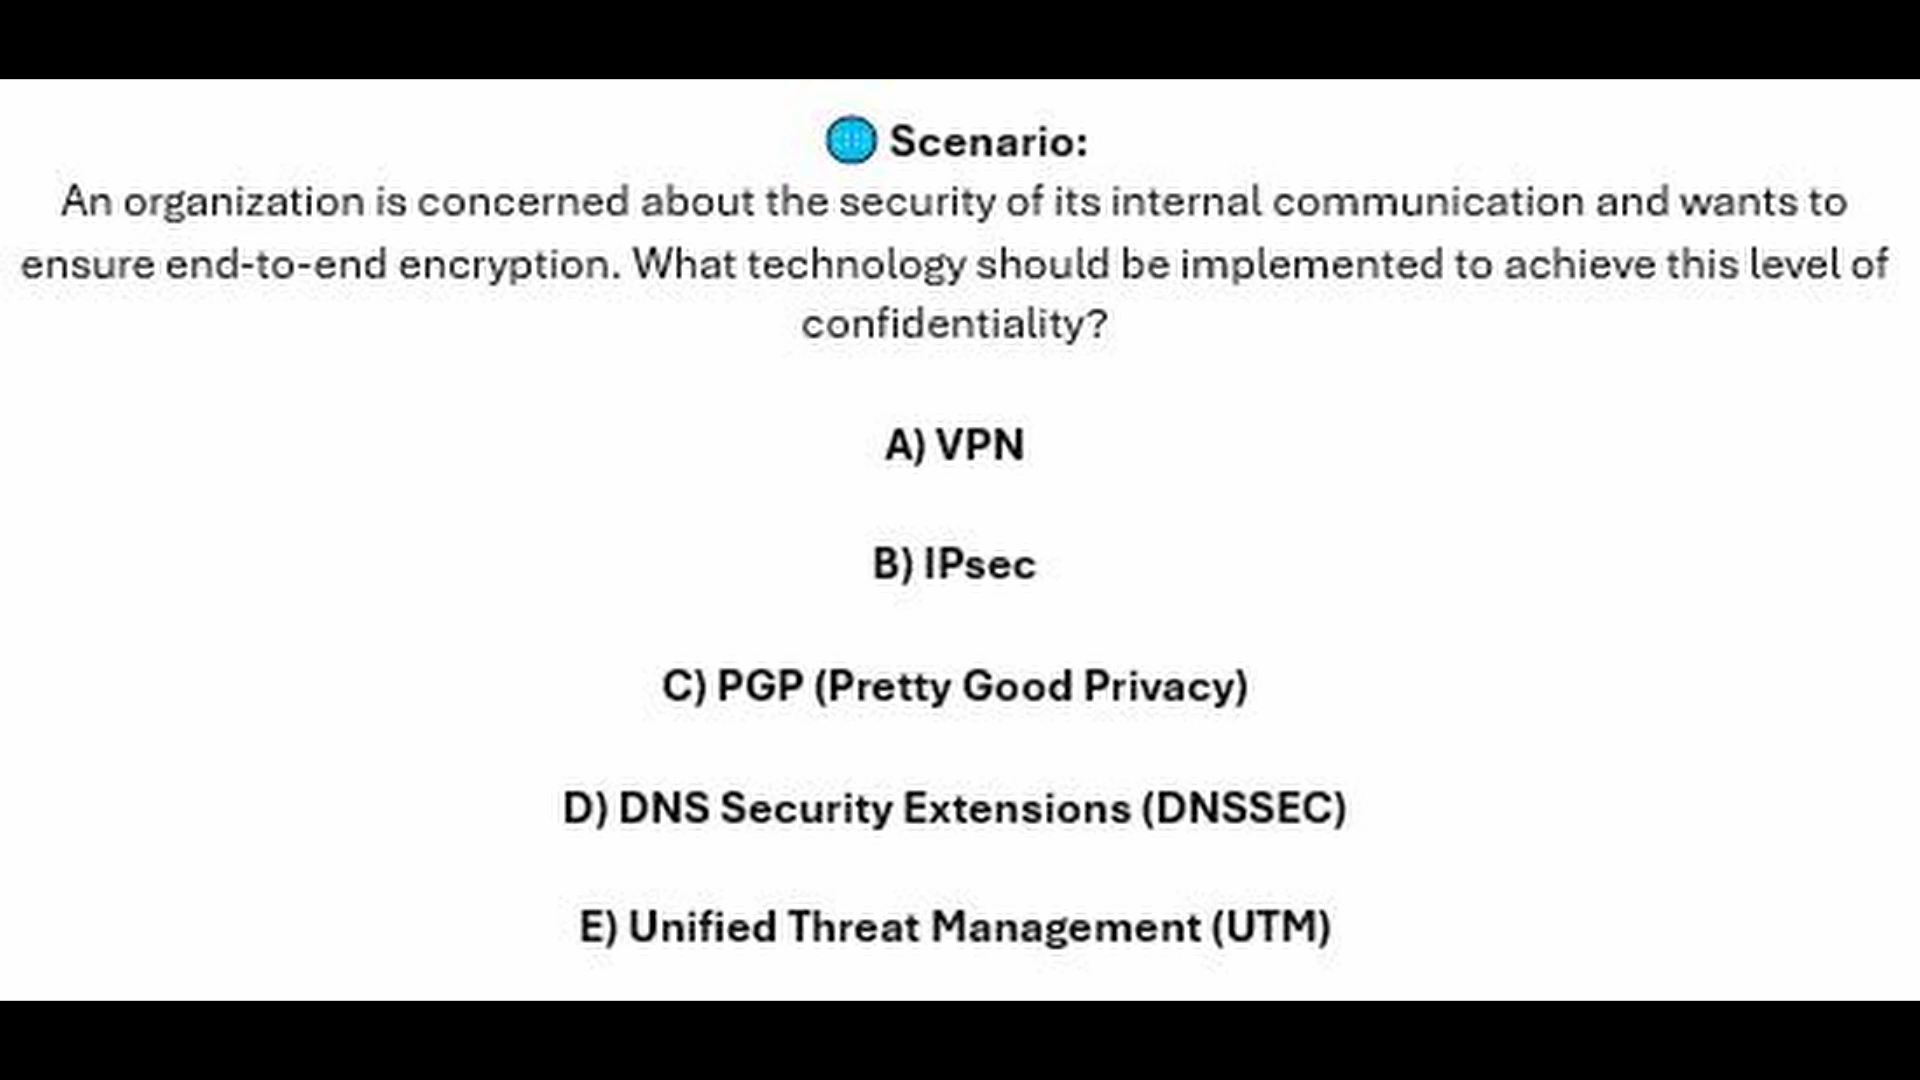 Scenario:
An organization is concerned about the security of its internal communication and wants to
ensure end-to-end encryption. What technology should be implemented to achieve this level of
confidentiality?
A) VPN
B) IPsec
C) PGP (Pretty Good Privacy)
D) DNS Security Extensions (DNSSEC)
E) Unified Threat Management (UTM)